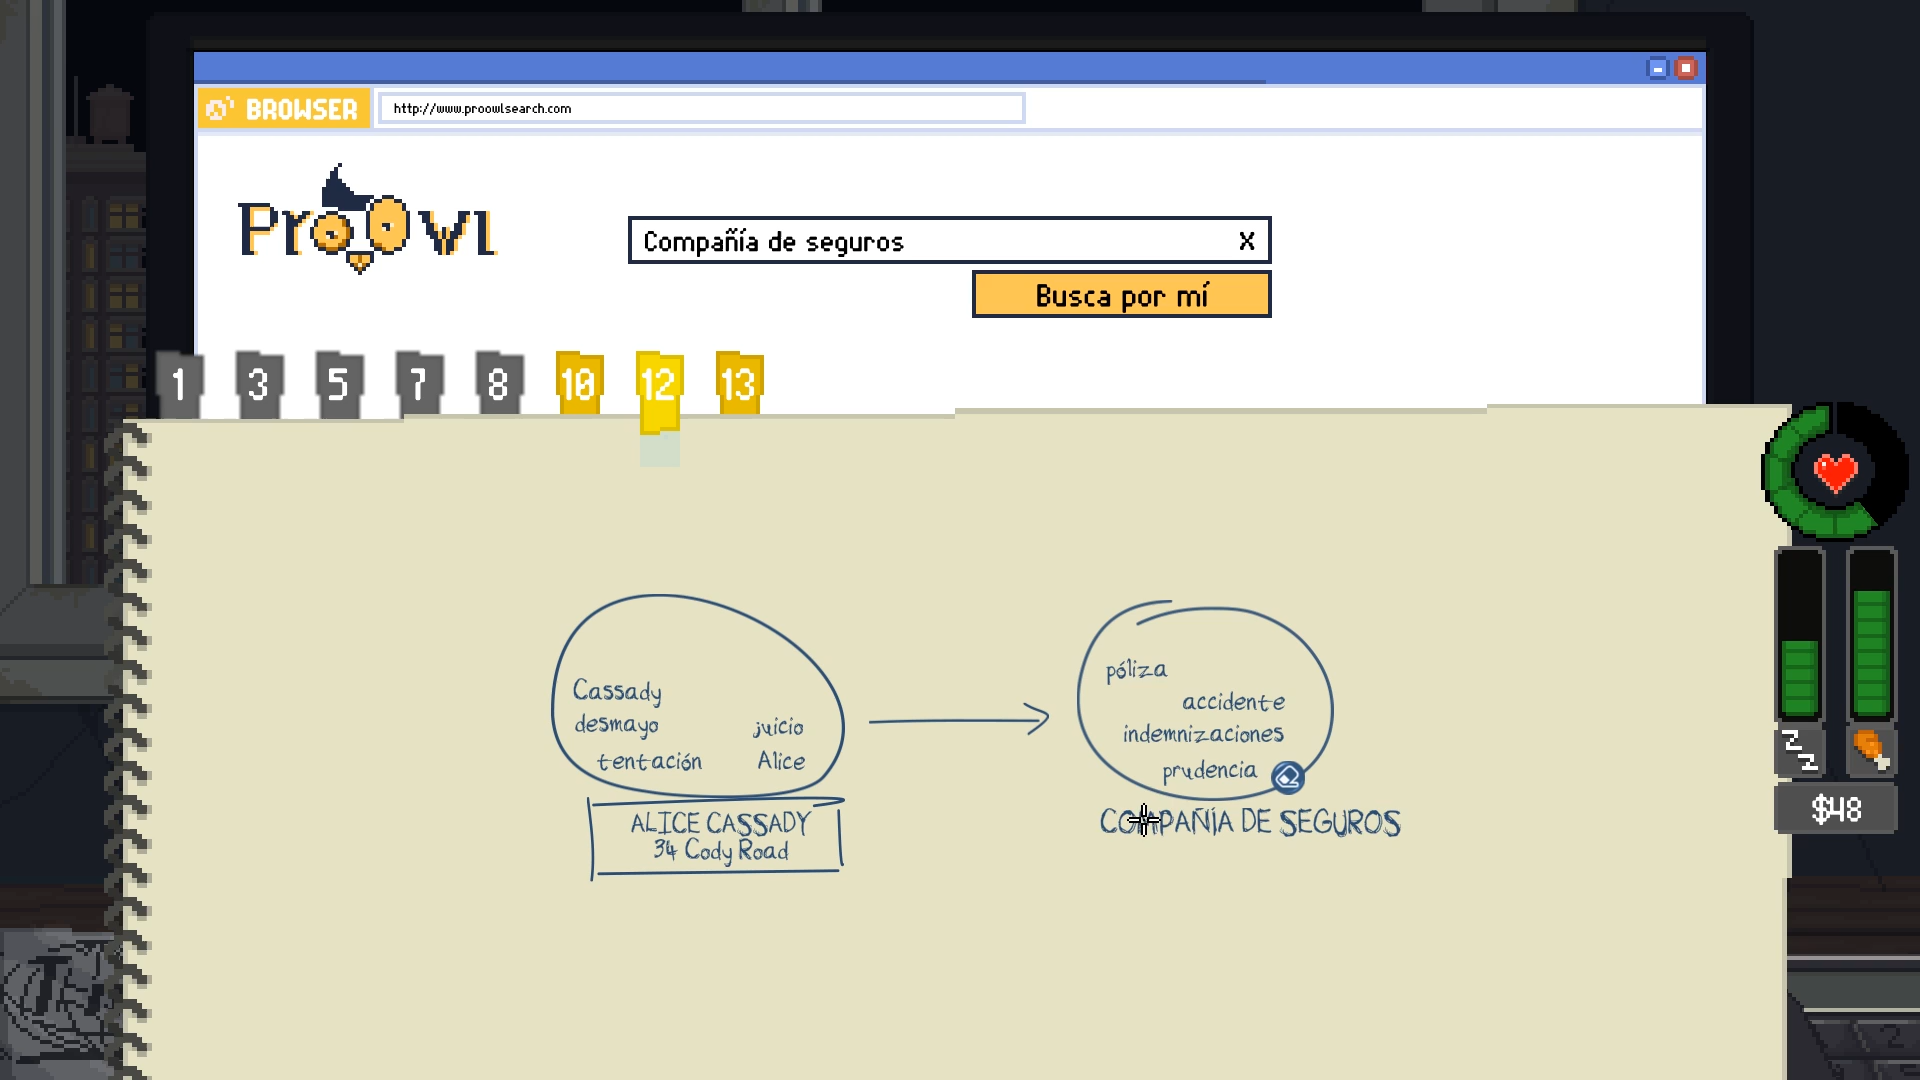 BROWSER
http://www.proowlsearch.com
PrOOwl
Compañía de seguros X
Busca por mí
1 3 5 7 8 10 12 13
Cassady
desmayo juicio
tentación Alice
ALICE CASSADY
34 Cody Road
póliza
accidente
indemnizaciones
prudencia
COMPAÑÍA DE SEGUROS
$48